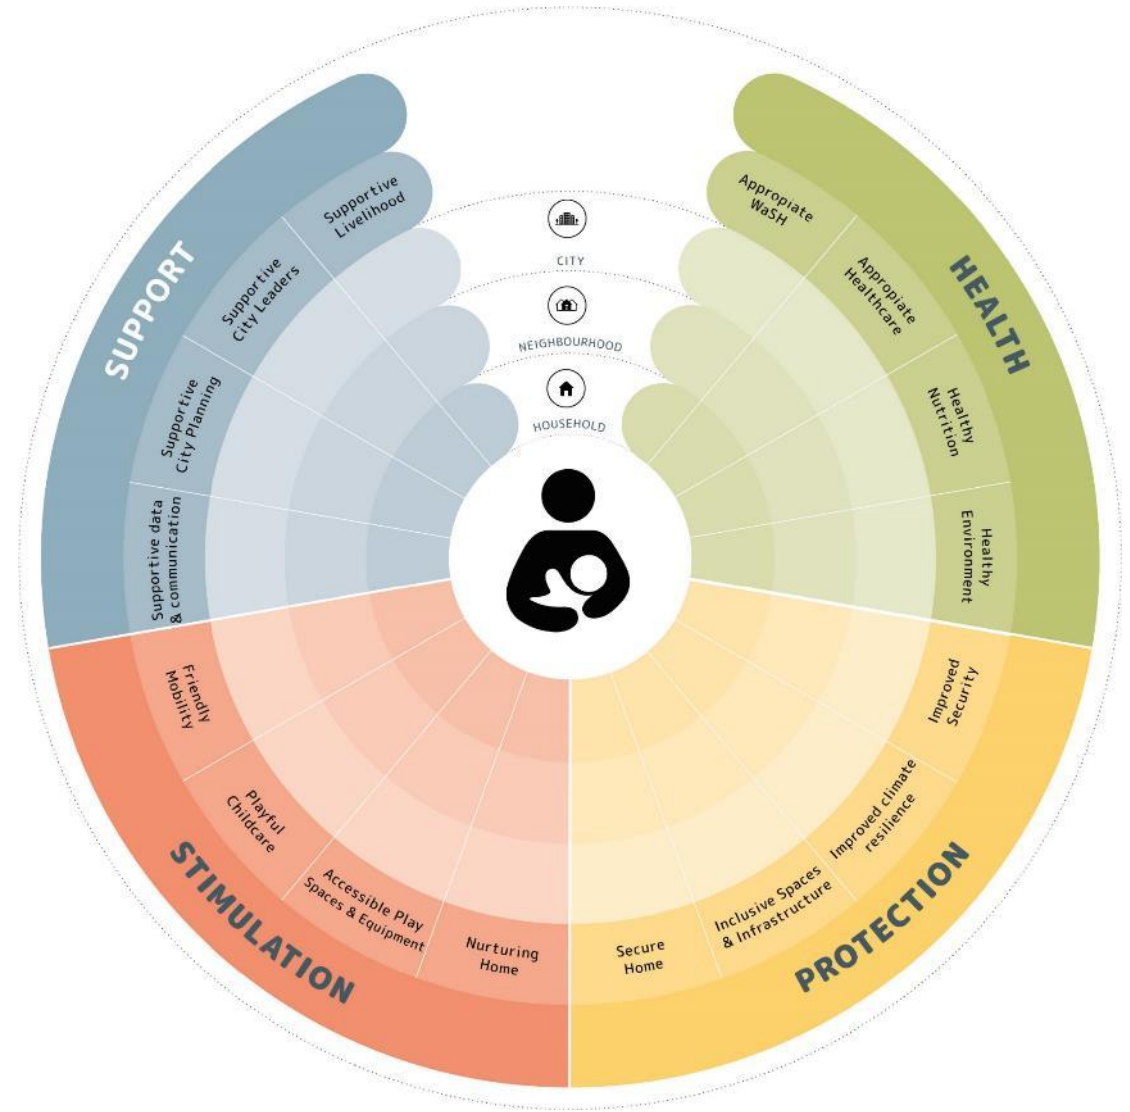 SUPPORT
Supportive
Livelihood
Supportive
City Leaders
Supportive
City Planning
Supportive data
& communication
CITY
NEIGHBOURHOOD
HOUSEHOLD
HEALTH
Appropiate
WaSH
Appropiate
Healthcare
Healthy
Nutrition
Healthy
Environment
STIMULATION
Friendly
Mobility
Playful
Childcare
Accessible Play
Spaces & Equipment
Nurturing
Home
PROTECTION
Improved
Security
Improved climate
resilience
Inclusive Spaces
& Infrastructure
Secure
Home